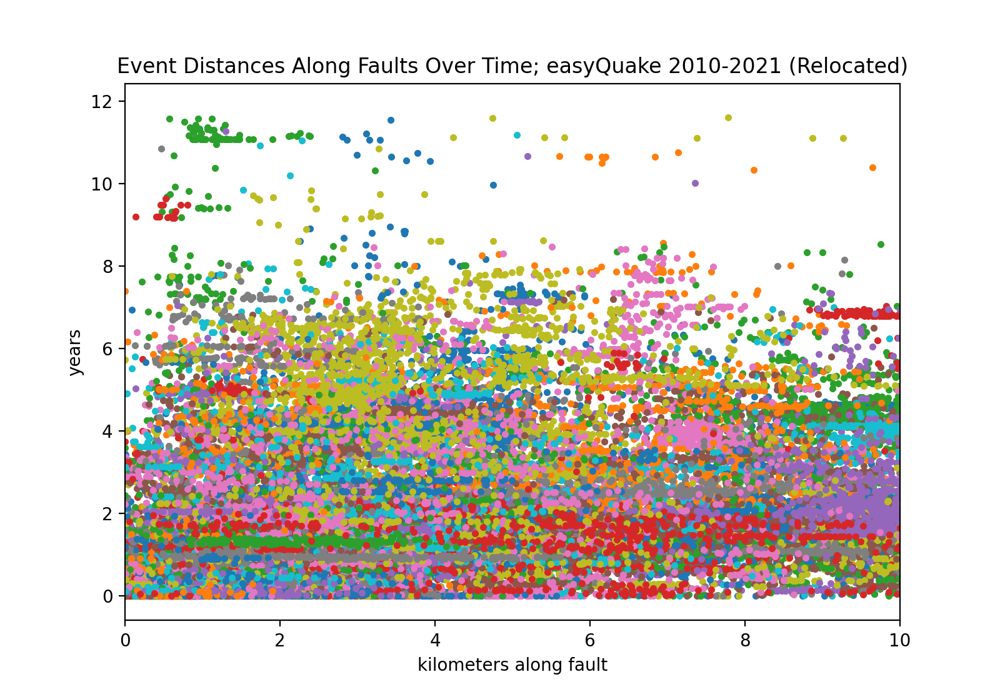 Event Distances Along Faults Over Time; easyQuake 2010-2021 (Relocated)
12
10
8
6
4
2
0
years
0 2 4 6 8 10
kilometers along fault